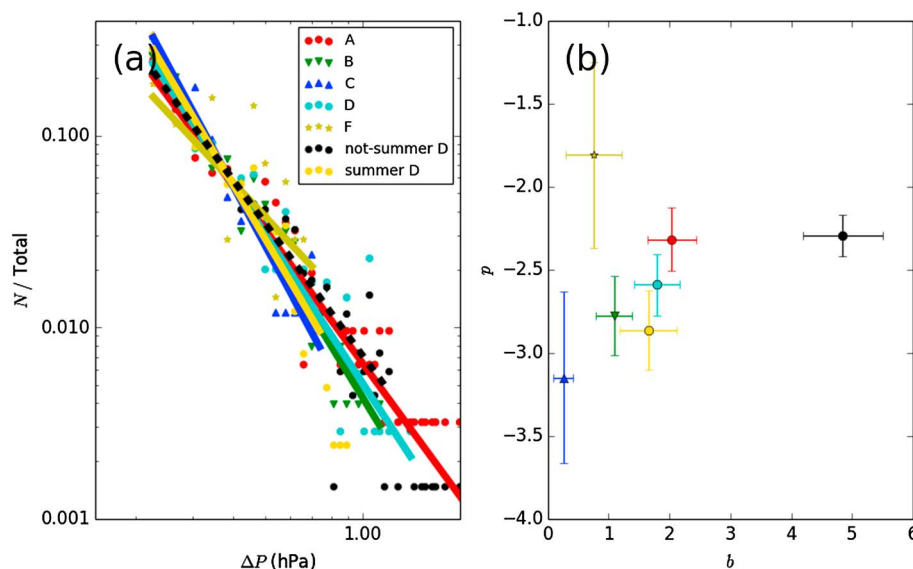 (a)
A
B
C
D
F
not-summer D
summer D
0.100
0.010
0.001
N / Total
1.00
ΔP (hPa)
(b)
−1.0
−1.5
−2.0
−2.5
−3.0
−3.5
−4.0
p
0 1 2 3 4 5 6
b